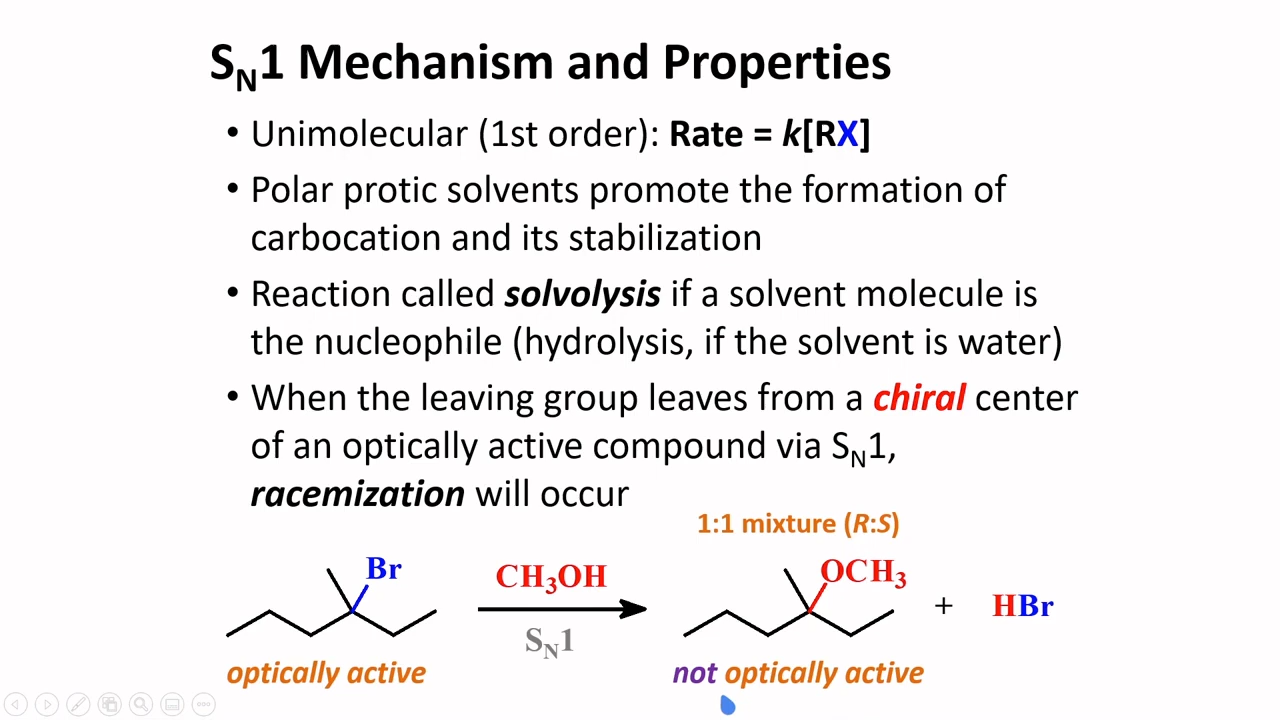 S_N1 Mechanism and Properties
• Unimolecular (1st order): Rate = k[RX]
• Polar protic solvents promote the formation of
carbocation and its stabilization
• Reaction called solvolysis if a solvent molecule is
the nucleophile (hydrolysis, if the solvent is water)
• When the leaving group leaves from a chiral center
of an optically active compound via S_N1,
racemization will occur
1:1 mixture (R:S)
Br
CH₃OH
S_N1
OCH₃
+ HBr
optically active
not optically active